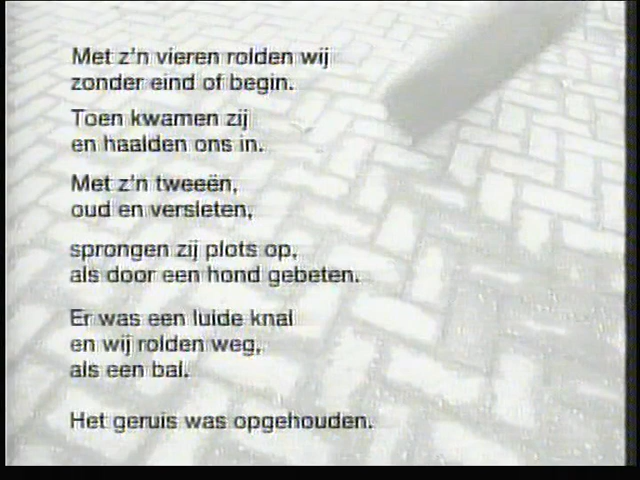 Met z'n vieren rolden wij
zonder eind of begin.
Toen kwamen zij
en haalden ons in.
Met z'n tweeën,
oud en versleten,
sprongen zij plots op,
als door een hond gebeten.
Er was een luide knal
en wij rolden weg,
als een bal.
Het geruis was opgehouden.